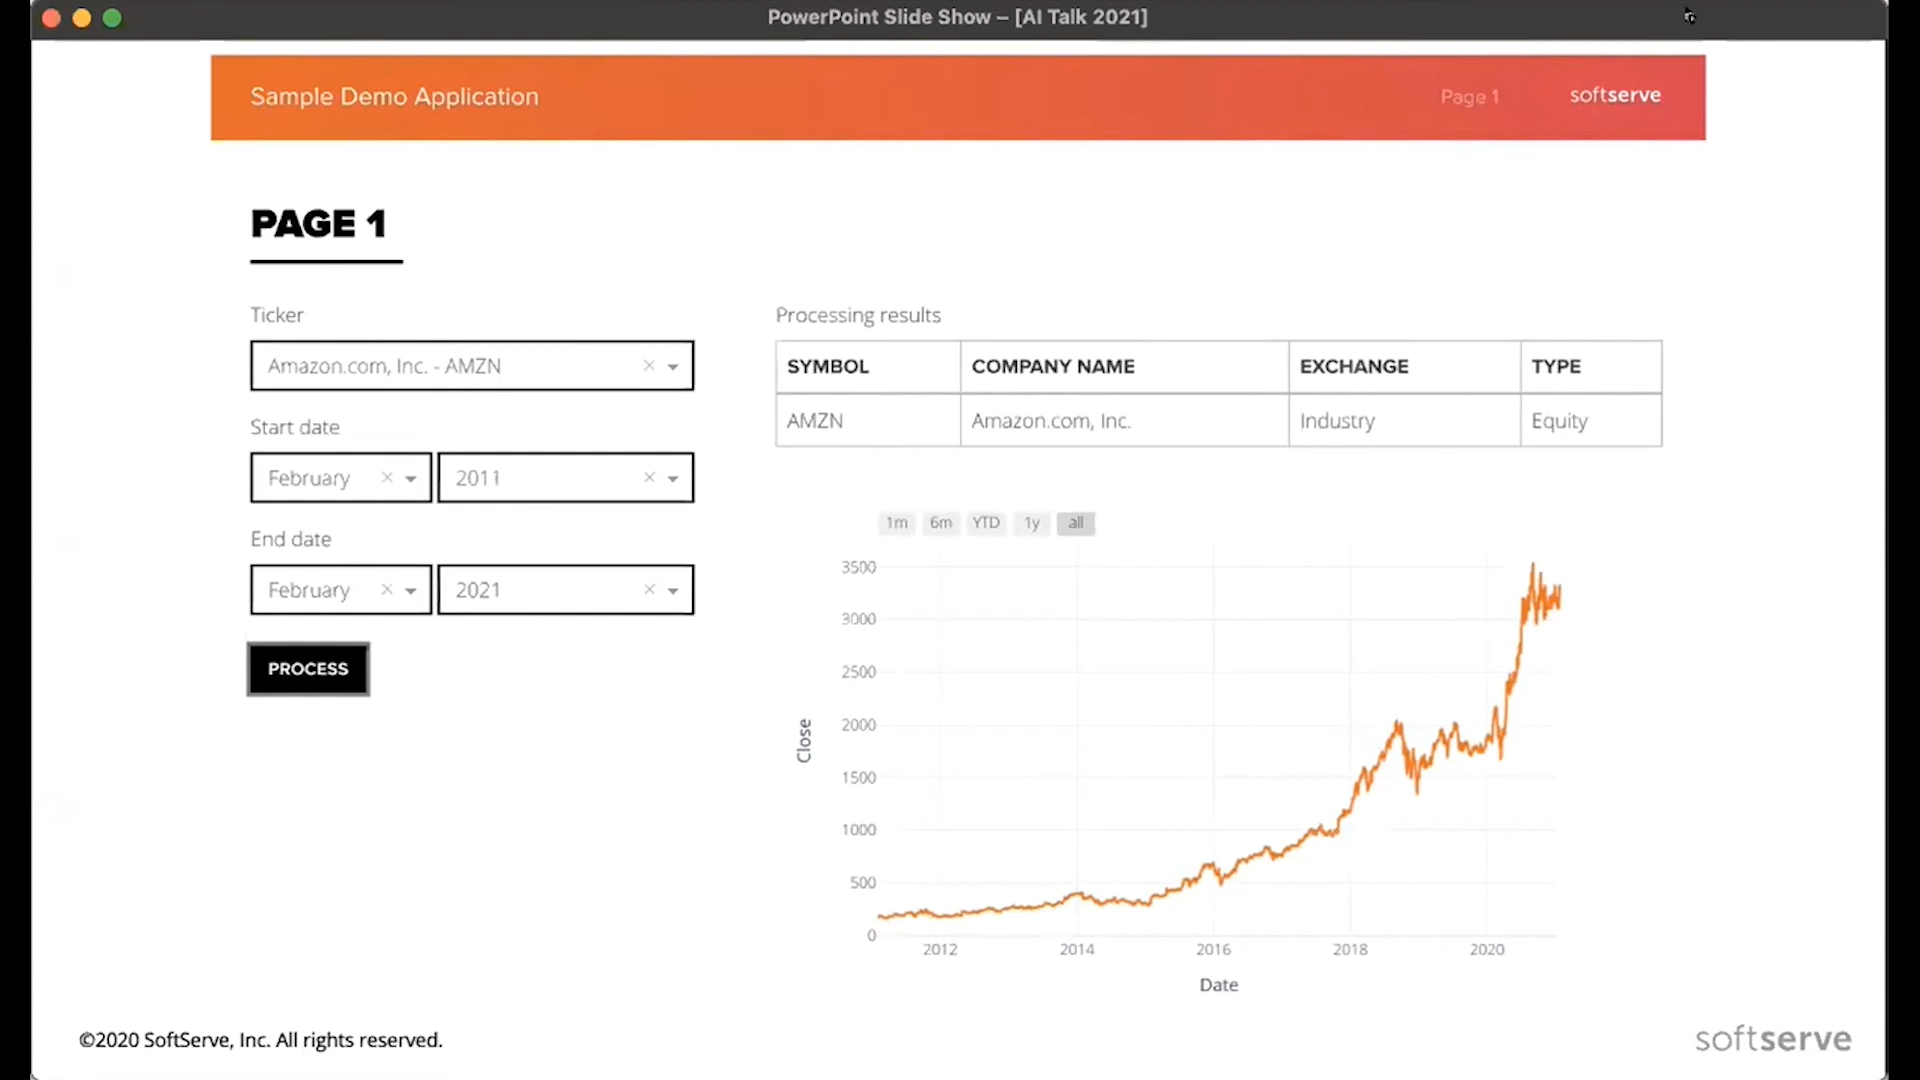 PowerPoint Slide Show – [AI Talk 2021]
Sample Demo Application
Page 1
softserve
PAGE 1
Ticker
Amazon.com, Inc. - AMZN
Start date
February
2011
End date
February
2021
PROCESS
Processing results
SYMBOL COMPANY NAME EXCHANGE TYPE
AMZN Amazon.com, Inc. Industry Equity
1m 6m YTD 1y all
3500
3000
2500
2000
1500
1000
500
0
Close
2012 2014 2016 2018 2020
Date
©2020 SoftServe, Inc. All rights reserved.
softserve